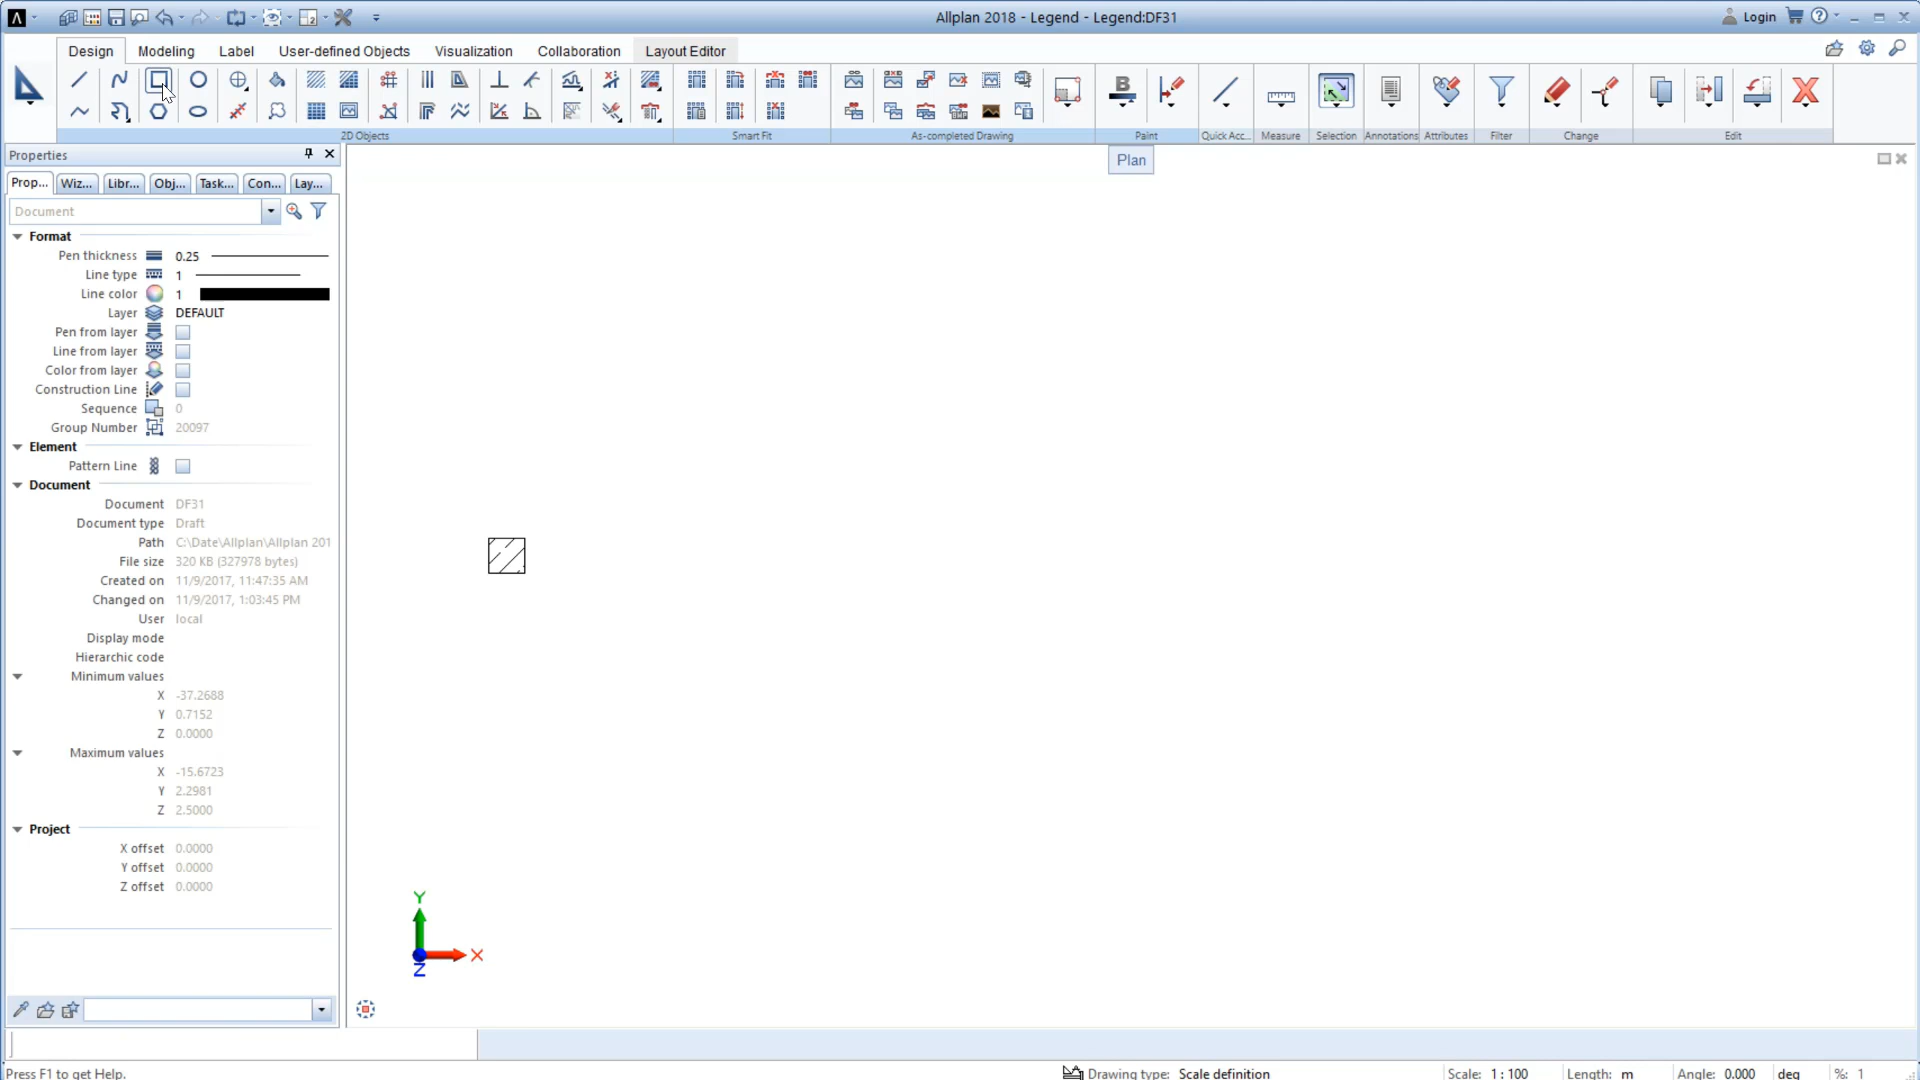 Allplan 2018 - Legend - Legend:DF31
Login
Design
Modeling
Label
User-defined Objects
Visualization
Collaboration
Layout Editor
2D Objects
Smart Fit
As-completed Drawing
Paint
Quick Acc...
Measure
Selection
Annotations
Attributes
Filter
Change
Edit
Properties
Plan
Prop...
Wiz...
Libr...
Obj...
Task...
Con...
Lay...
Document
Format
Pen thickness 0.25
Line type 1
Line color 1
Layer DEFAULT
Pen from layer
Line from layer
Color from layer
Construction Line
Sequence 0
Group Number 20097
Element
Pattern Line
Document
Document DF31
Document type Draft
Path C:\Date\Allplan\Allplan 201
File size 320 KB (327978 bytes)
Created on 11/9/2017, 11:47:35 AM
Changed on 11/9/2017, 1:03:45 PM
User local
Display mode
Hierarchic code
Minimum values
X -37.2688
Y 0.7152
Z 0.0000
Maximum values
X -15.6723
Y 2.2981
Z 2.5000
Project
X offset 0.0000
Y offset 0.0000
Z offset 0.0000
Y
X
Z
Press F1 to get Help.
Drawing type: Scale definition
Scale: 1:100
Length: m
Angle: 0.000 deg
%: 1